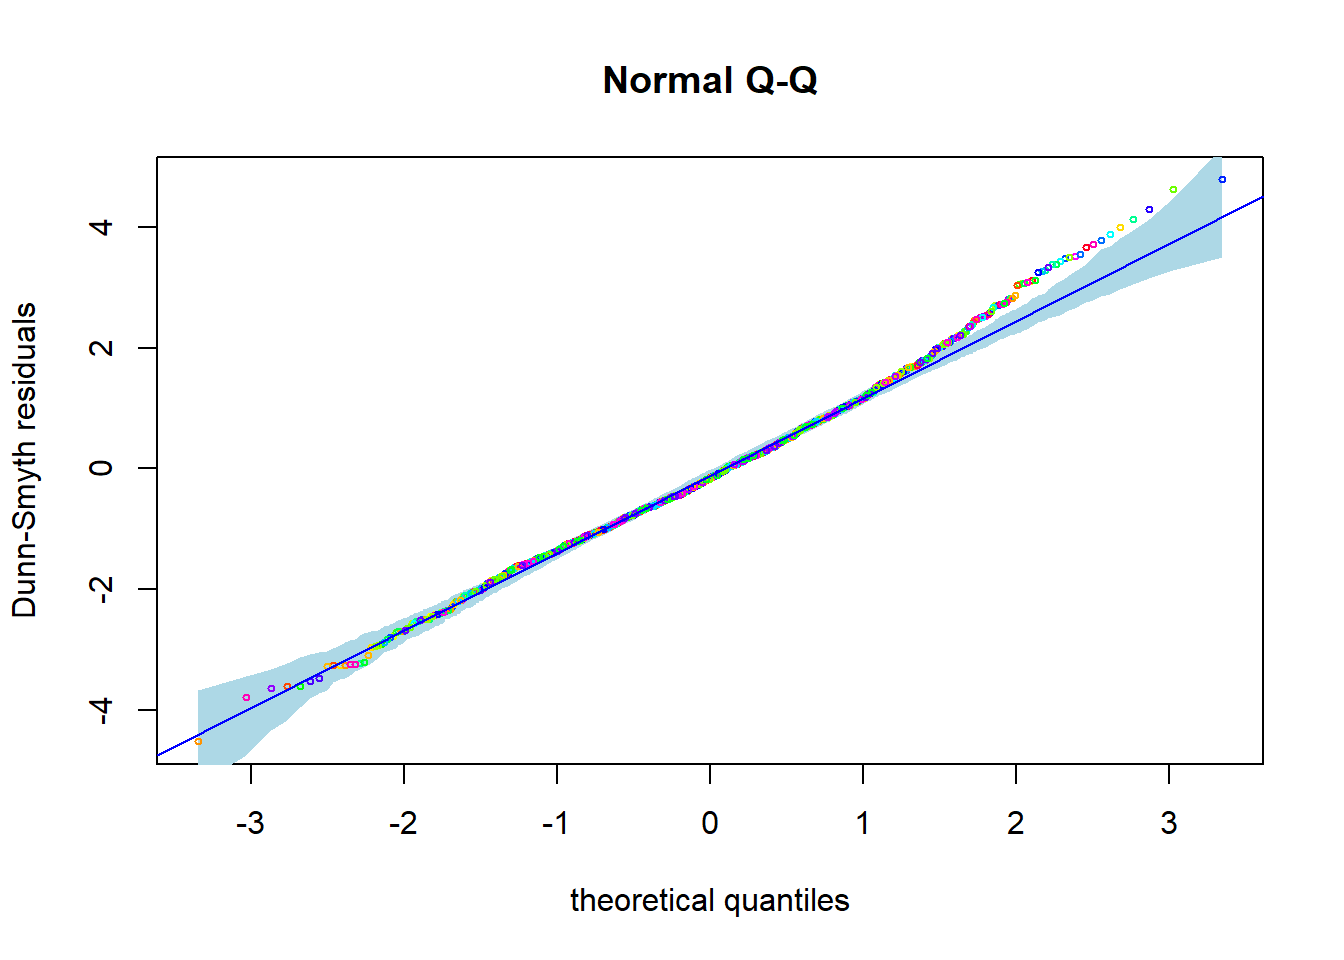 Normal Q-Q
Dunn-Smyth residuals
4
2
0
-2
-4
-3 -2 -1 0 1 2 3
theoretical quantiles